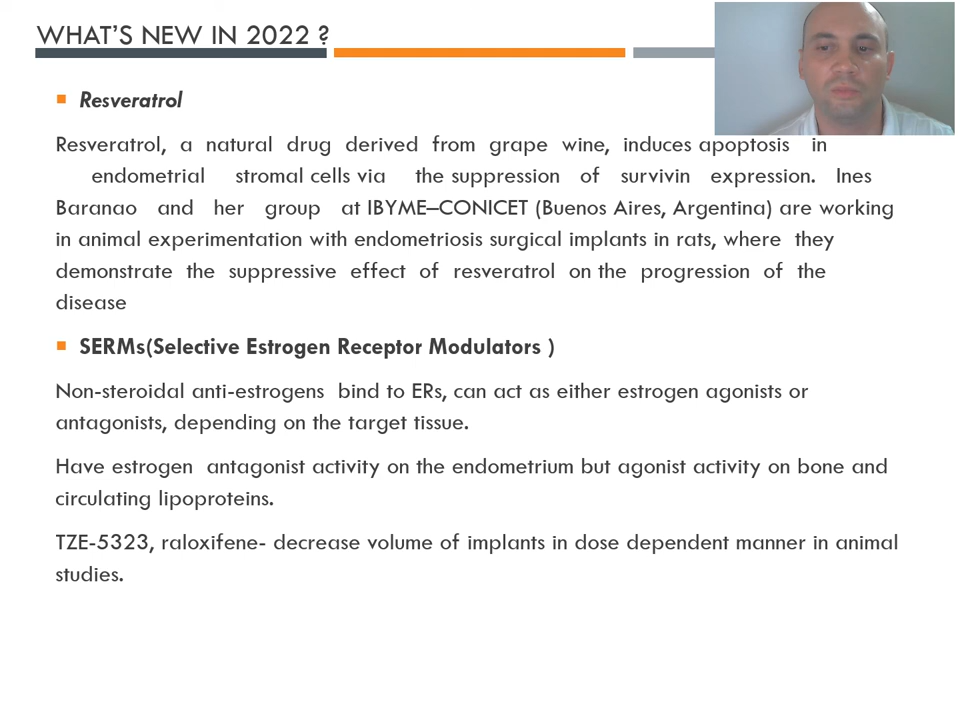 WHAT'S NEW IN 2022 ?
Resveratrol
Resveratrol, a natural drug derived from grape wine, induces apoptosis in
endometrial stromal cells via the suppression of survivin expression. Ines
Baranao and her group at IBYME–CONICET (Buenos Aires, Argentina) are working
in animal experimentation with endometriosis surgical implants in rats, where they
demonstrate the suppressive effect of resveratrol on the progression of the
disease
SERMs(Selective Estrogen Receptor Modulators )
Non-steroidal anti-estrogens bind to ERs, can act as either estrogen agonists or
antagonists, depending on the target tissue.
Have estrogen antagonist activity on the endometrium but agonist activity on bone and
circulating lipoproteins.
TZE-5323, raloxifene- decrease volume of implants in dose dependent manner in animal
studies.